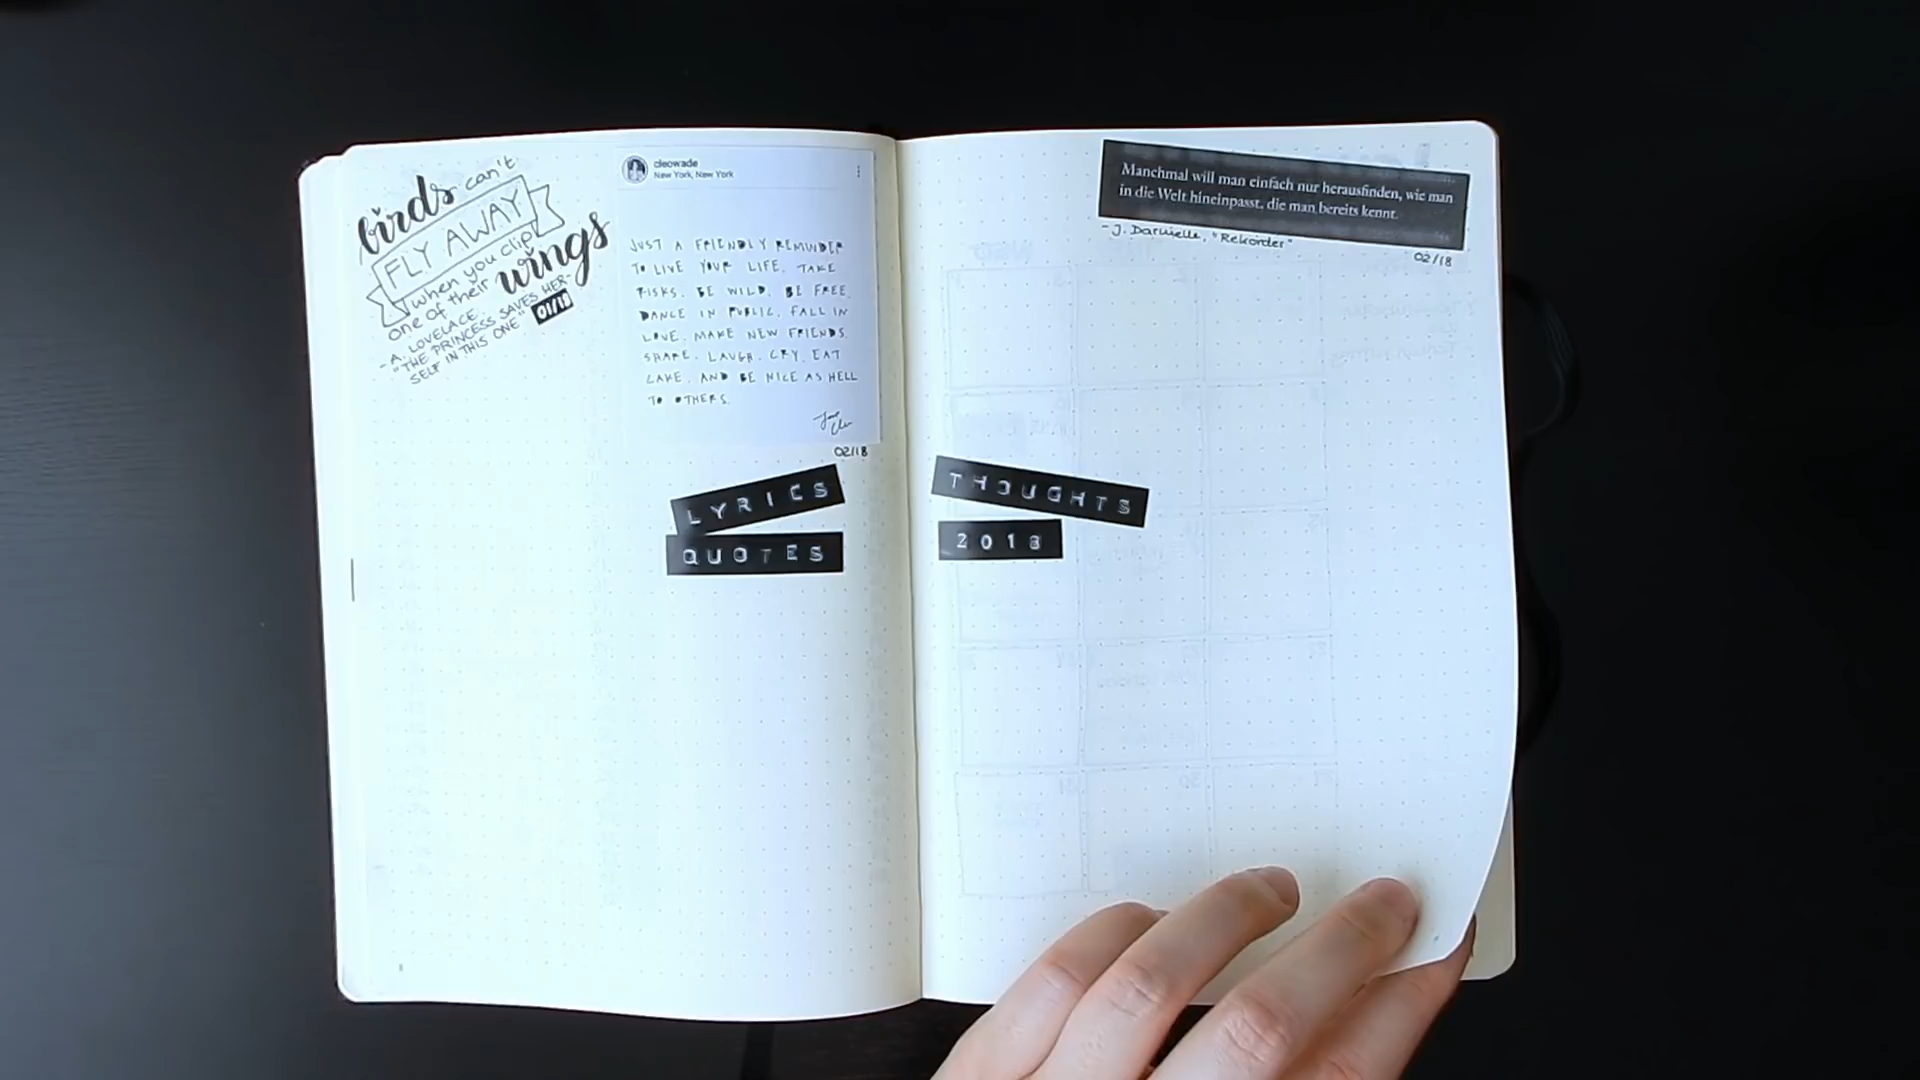 birds can't
FLY AWAY
when you clip
one of their wings
- A. LOVELACE
"THE PRINCESS SAVES HER-
SELF IN THIS ONE" 01/18
cleowade
New York, New York
JUST A FRIENDLY REMINDER
TO LIVE YOUR LIFE. TAKE
RISKS. BE WILD. BE FREE.
DANCE IN PUBLIC. FALL IN
LOVE. MAKE NEW FRIENDS.
SHARE. LAUGH. CRY. EAT
CAKE. AND BE NICE AS HELL
TO OTHERS.
02/18
LYRICS
QUOTES
Manchmal will man einfach nur herausfinden, wie man
in die Welt hineinpasst, die man bereits kennt.
- J. Darnielle, "Rekorder"
02/18
THOUGHTS
2018